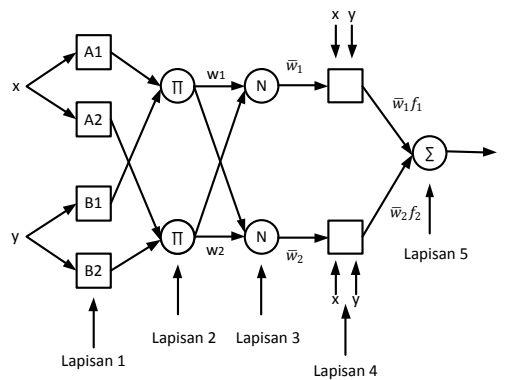 x y
A1
x
w1
w̅₁
∏
N
A2
w̅₁f₁
∑
B1
y
w̅₂f₂
∏
N
w2
w̅₂
B2
Lapisan 5
x y
Lapisan 2
Lapisan 3
Lapisan 1
Lapisan 4